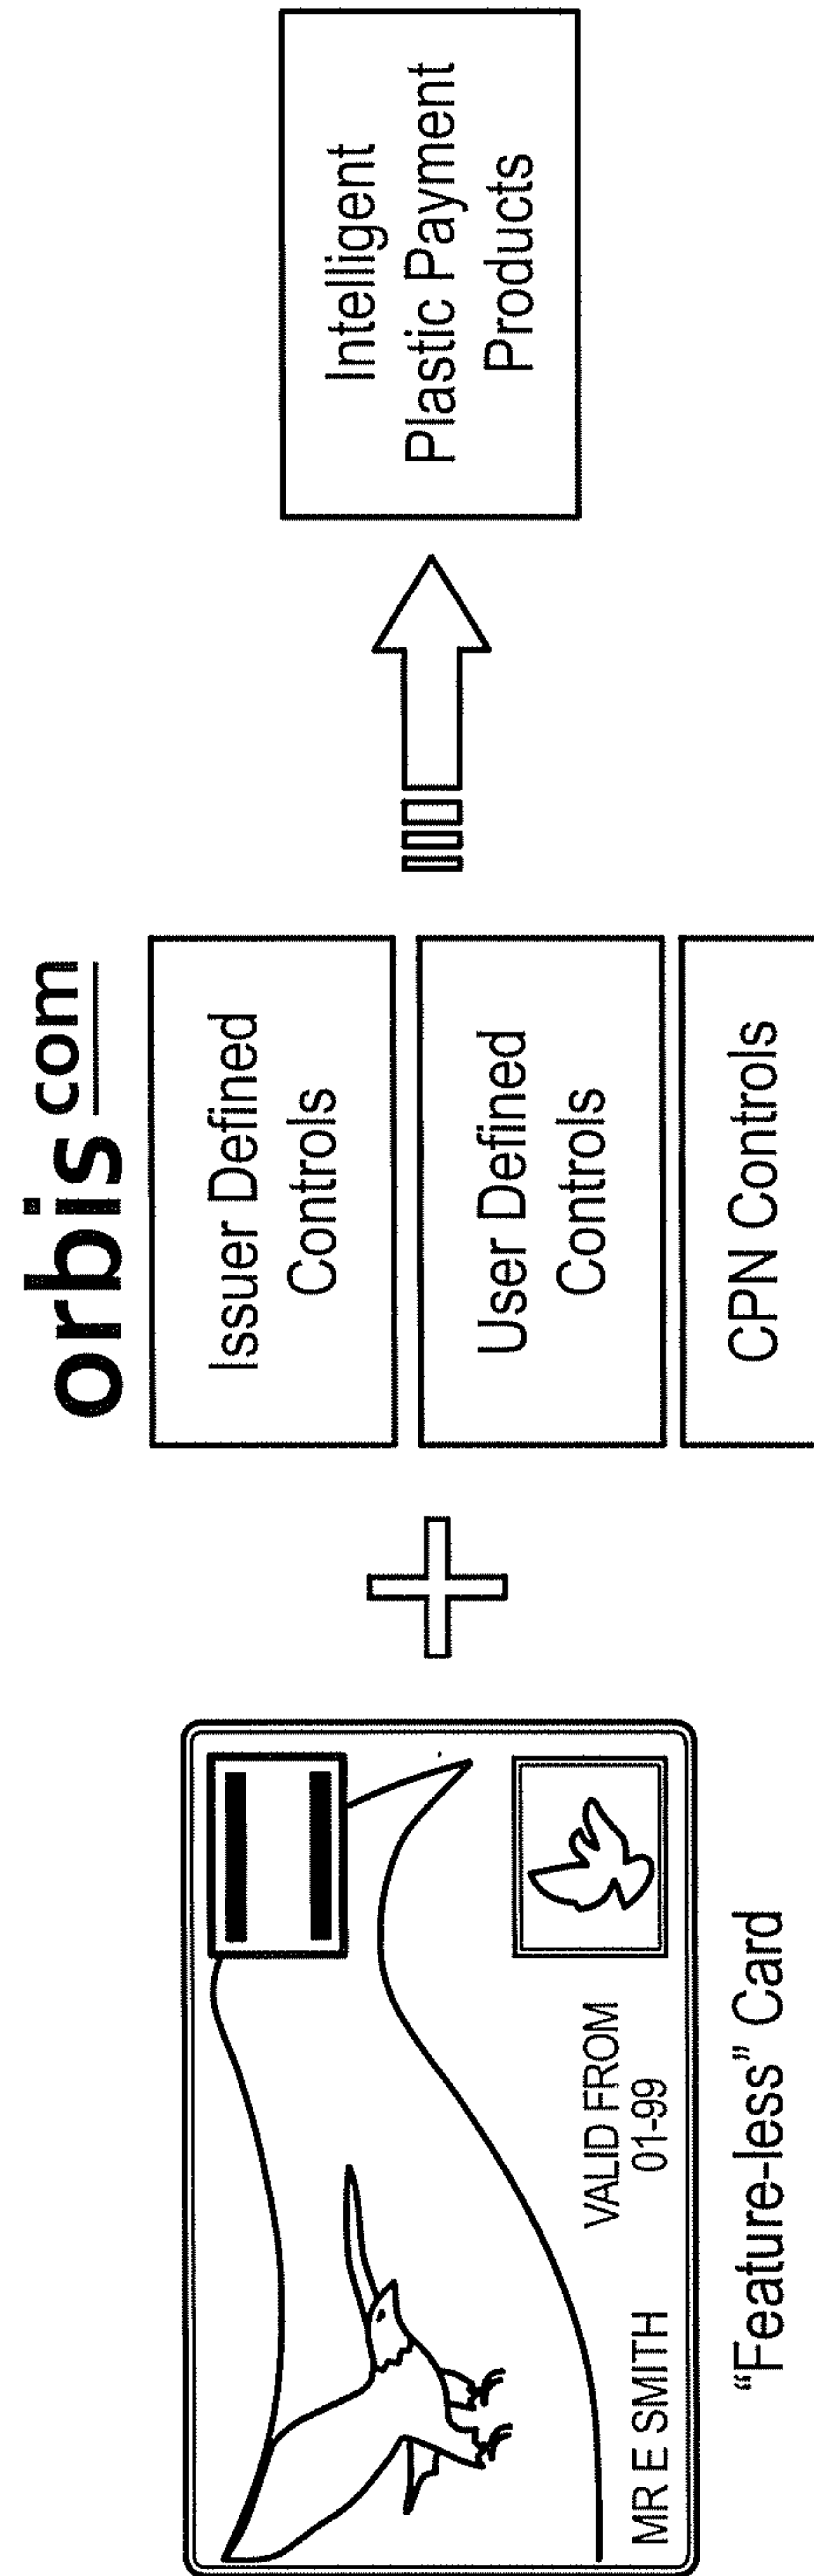 MR E SMITH
VALID FROM
01-99
“Feature-less” Card
orbis com
Issuer Defined
Controls
User Defined
Controls
CPN Controls
Intelligent
Plastic Payment
Products